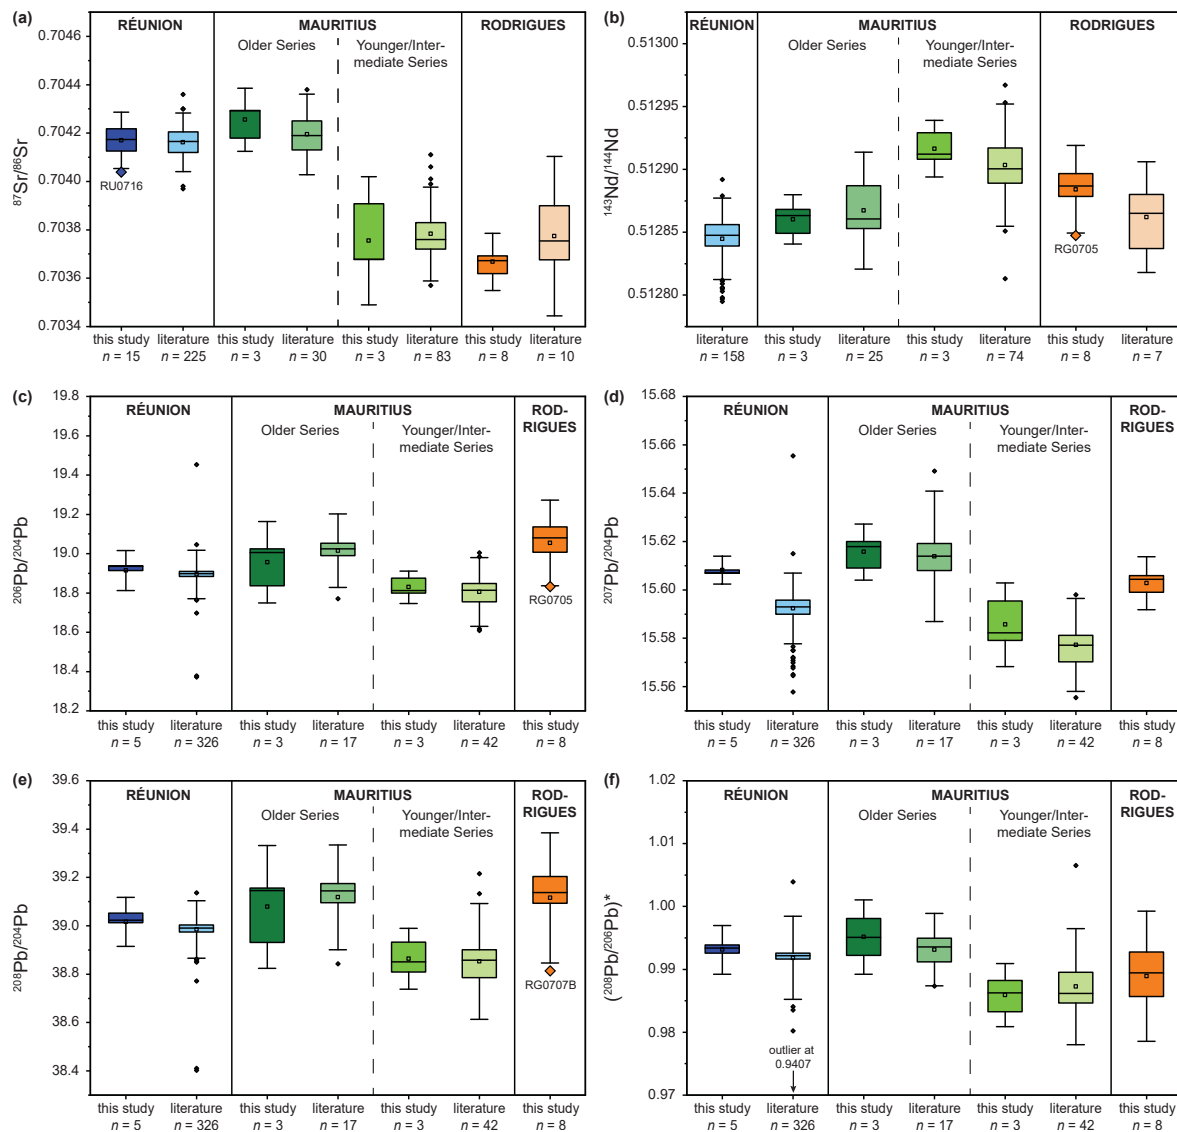 (a)
RÉUNION
MAURITIUS
RODRIGUES
Older Series
Younger/Inter-
mediate Series
87Sr/86Sr
0.7046
0.7044
0.7042
0.7040
0.7038
0.7036
0.7034
RU0716
this study
n = 15
literature
n = 225
this study
n = 3
literature
n = 30
this study
n = 3
literature
n = 83
this study
n = 8
literature
n = 10
(b)
RÉUNION
MAURITIUS
RODRIGUES
Older Series
Younger/Inter-
mediate Series
143Nd/144Nd
0.51300
0.51295
0.51290
0.51285
0.51280
RG0705
literature
n = 158
this study
n = 3
literature
n = 25
this study
n = 3
literature
n = 74
this study
n = 8
literature
n = 7
(c)
RÉUNION
MAURITIUS
ROD-
RIGUES
Older Series
Younger/Inter-
mediate Series
206Pb/204Pb
19.8
19.6
19.4
19.2
19.0
18.8
18.6
18.4
18.2
RG0705
this study
n = 5
literature
n = 326
this study
n = 3
literature
n = 17
this study
n = 3
literature
n = 42
this study
n = 8
(d)
RÉUNION
MAURITIUS
ROD-
RIGUES
Older Series
Younger/Inter-
mediate Series
207Pb/204Pb
15.68
15.66
15.64
15.62
15.60
15.58
15.56
this study
n = 5
literature
n = 326
this study
n = 3
literature
n = 17
this study
n = 3
literature
n = 42
this study
n = 8
(e)
RÉUNION
MAURITIUS
ROD-
RIGUES
Older Series
Younger/Inter-
mediate Series
208Pb/204Pb
39.6
39.4
39.2
39.0
38.8
38.6
38.4
RG0707B
this study
n = 5
literature
n = 326
this study
n = 3
literature
n = 17
this study
n = 3
literature
n = 42
this study
n = 8
(f)
RÉUNION
MAURITIUS
ROD-
RIGUES
Older Series
Younger/Inter-
mediate Series
(208Pb/206Pb)*
1.02
1.01
1.00
0.99
0.98
0.97
outlier at
0.9407
this study
n = 5
literature
n = 326
this study
n = 3
literature
n = 17
this study
n = 3
literature
n = 42
this study
n = 8